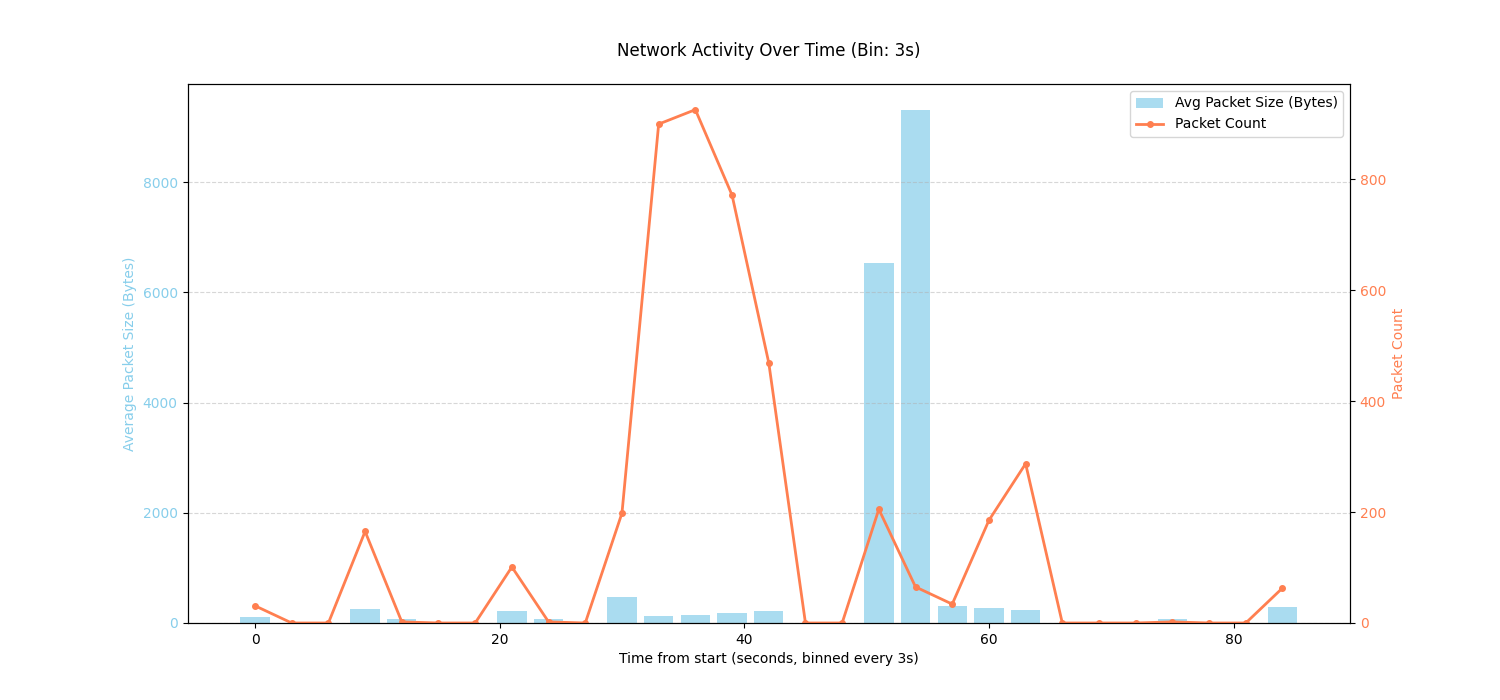 Network Activity Over Time (Bin: 3s)
Avg Packet Size (Bytes)
Packet Count
Average Packet Size (Bytes)
8000
6000
4000
2000
0
800
600
400
200
0
Packet Count
0 20 40 60 80
Time from start (seconds, binned every 3s)